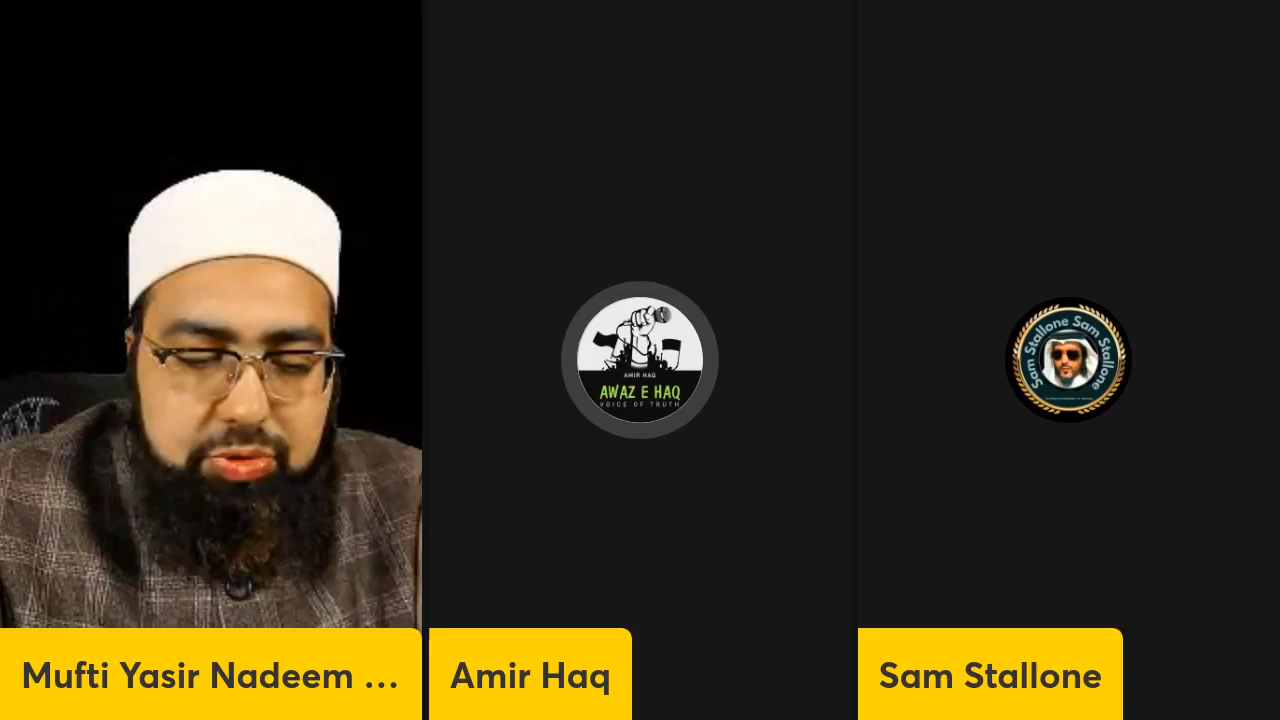 Mufti Yasir Nadeem ...
AMIR HAQ
AWAZ E HAQ
VOICE OF TRUTH
Amir Haq
Sam Stallone Sam Stallone
Sam Stallone